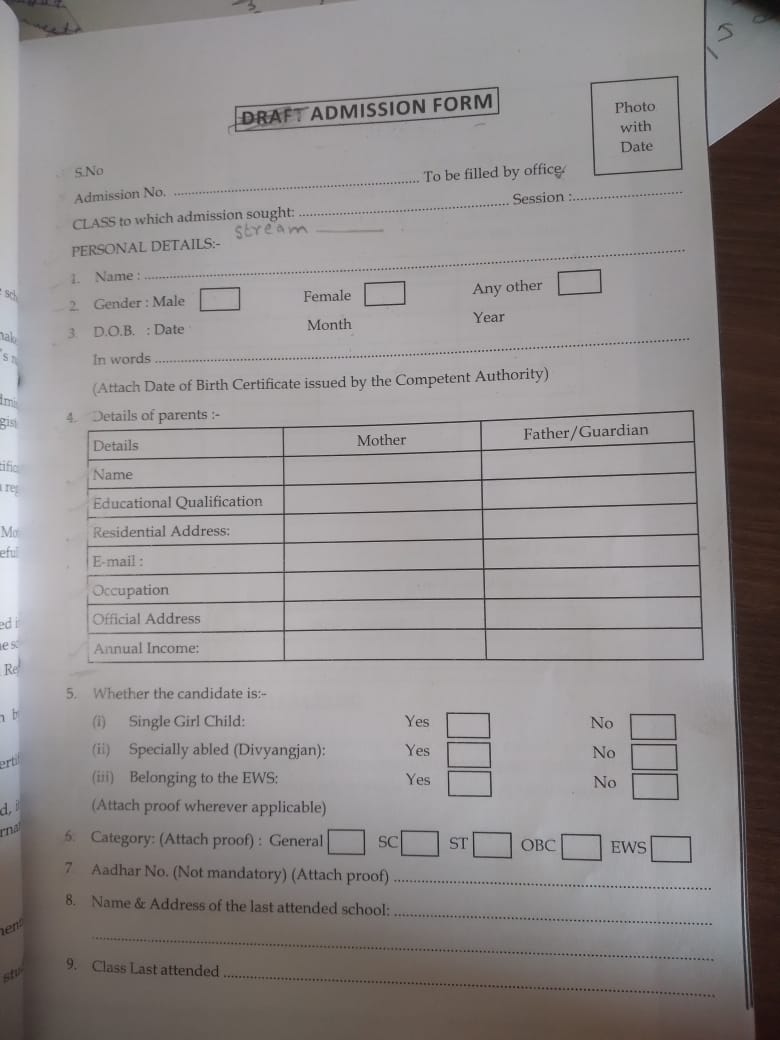 DRAFT ADMISSION FORM
Photo
with
Date
S.No
Admission No. ........................................ To be filled by office
CLASS to which admission sought: ........................................ Session :....................
stream ______
PERSONAL DETAILS:-
1. Name : ................................................................................
2. Gender : Male Female Any other
3. D.O.B. : Date Month Year
In words ................................................................................
(Attach Date of Birth Certificate issued by the Competent Authority)
4. Details of parents :-
Details Mother Father/Guardian
Name
Educational Qualification
Residential Address:
E-mail :
Occupation
Official Address
Annual Income:
5. Whether the candidate is:-
(i) Single Girl Child: Yes No
(ii) Specially abled (Divyangjan): Yes No
(iii) Belonging to the EWS: Yes No
(Attach proof wherever applicable)
6. Category: (Attach proof) : General SC ST OBC EWS
7. Aadhar No. (Not mandatory) (Attach proof) ........................................
8. Name & Address of the last attended school: ........................................
................................................................................
9. Class Last attended ................................................................................